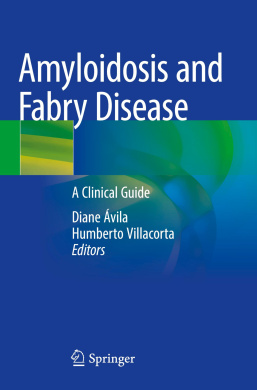 Amyloidosis and
Fabry Disease
A Clinical Guide
Diane Ávila
Humberto Villacorta
Editors
Springer